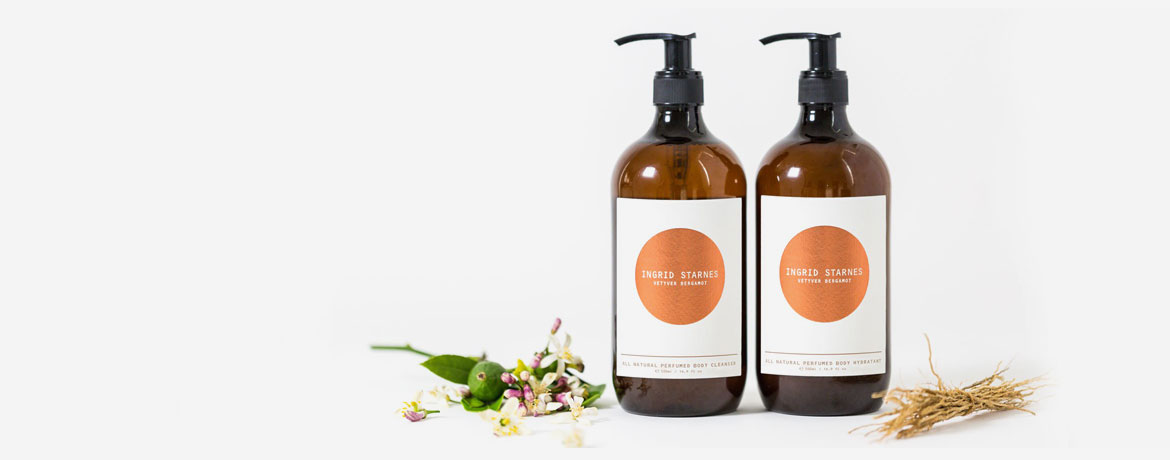 INGRID STARNES
VETYVER BERGAMOT
ALL NATURAL PERFUMED BODY CLEANSER
INGRID STARNES
VETYVER BERGAMOT
ALL NATURAL PERFUMED BODY HYDRATANT